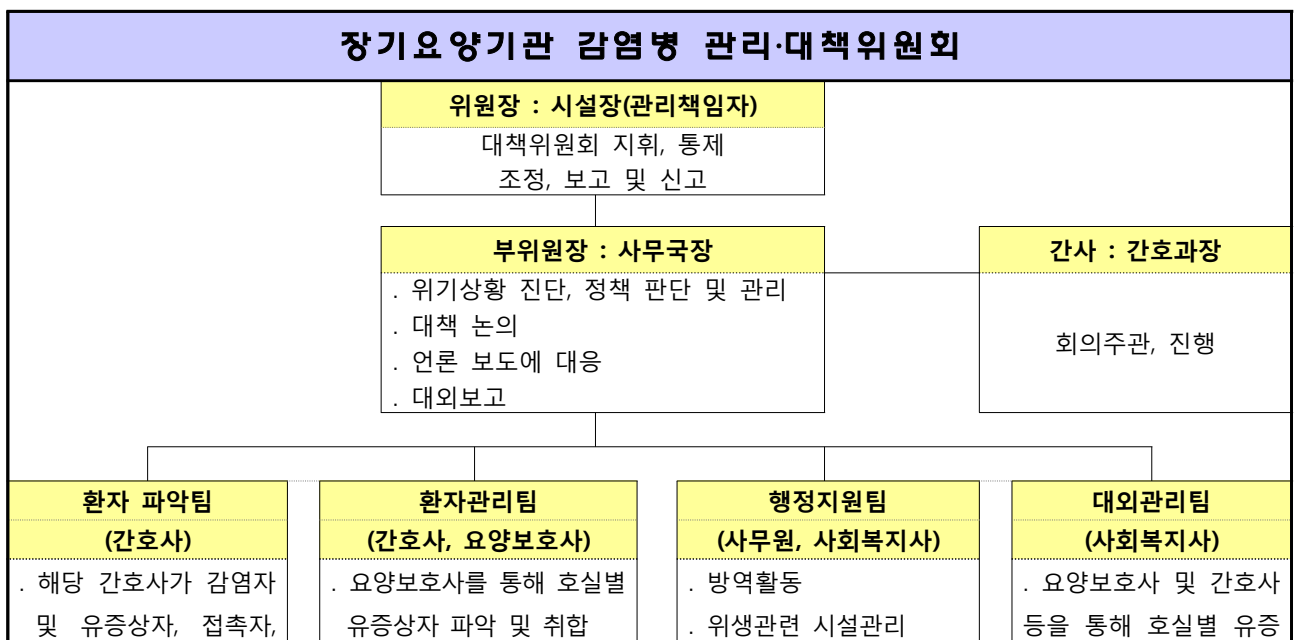 장기요양기관 감염병 관리·대책위원회
위원장 : 시설장(관리책임자)
대책위원회 지휘, 통제
조정, 보고 및 신고
부위원장 : 사무국장
. 위기상황 진단, 정책 판단 및 관리
. 대책 논의
. 언론 보도에 대응
. 대외보고
간사 : 간호과장
회의주관, 진행
환자 파악팀
(간호사)
. 해당 간호사가 감염자
및 유증상자, 접촉자,
환자관리팀
(간호사, 요양보호사)
. 요양보호사를 통해 호실별
유증상자 파악 및 취합
행정지원팀
(사무원, 사회복지사)
. 방역활동
. 위생관련 시설관리
대외관리팀
(사회복지사)
. 요양보호사 및 간호사
등을 통해 호실별 유증